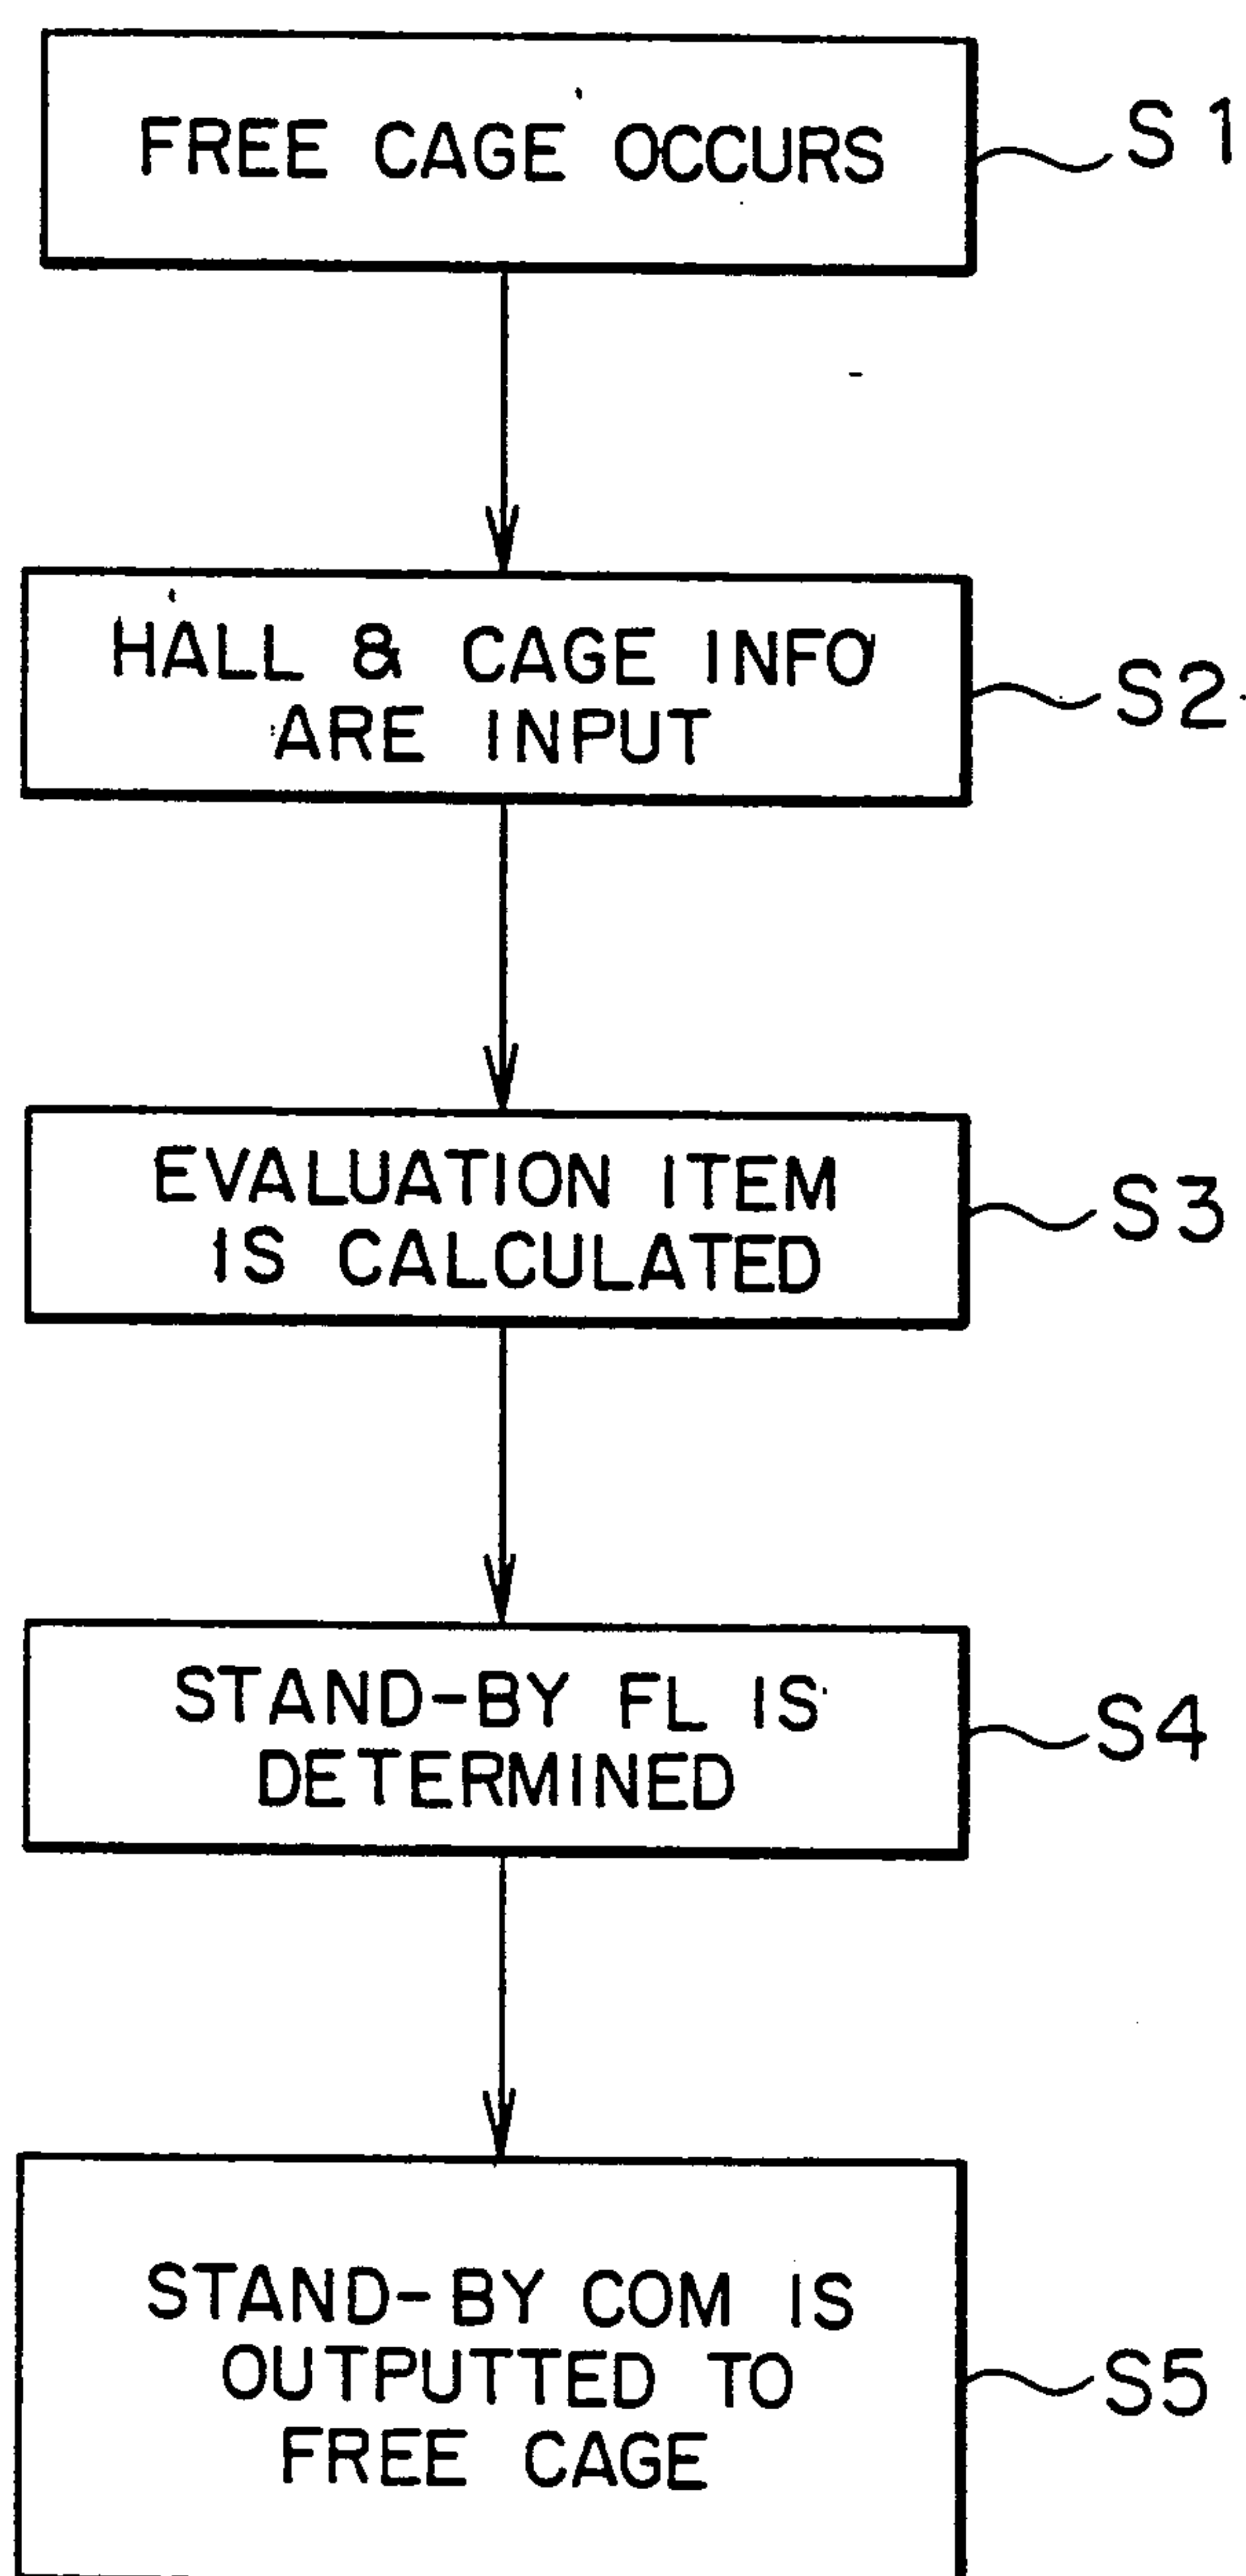 FREE CAGE OCCURS
S1
HALL & CAGE INFO
ARE INPUT
S2
EVALUATION ITEM
IS CALCULATED
S3
STAND-BY FL IS
DETERMINED
S4
STAND-BY COM IS
OUTPUTTED TO
FREE CAGE
S5